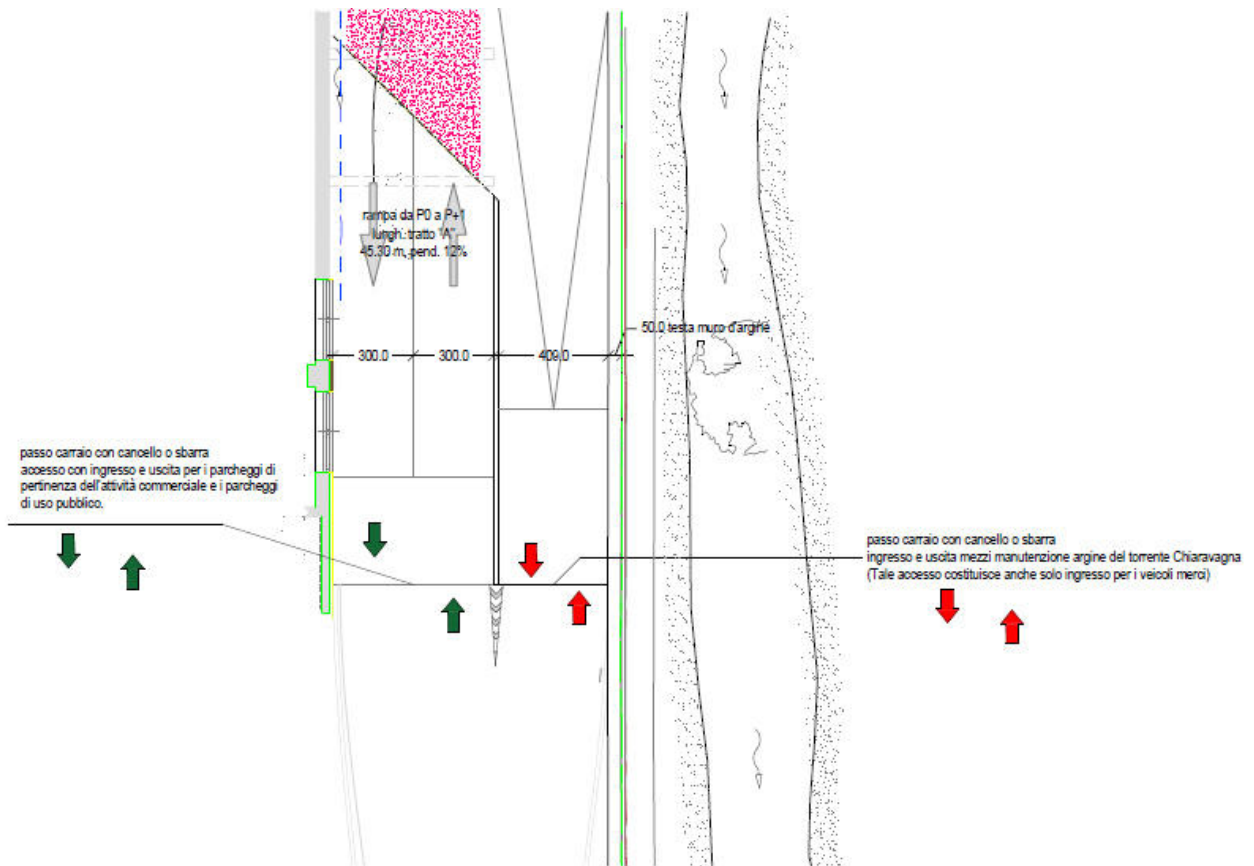 rampa da P0 a P+1
lungh. tratto "A"
45.30 m, pend. 12%
50.0 testa muro d'argine
300.0
300.0
409.0
passo carraio con cancello o sbarra
accesso con ingresso e uscita per i parcheggi di
pertinenza dell'attività commerciale e i parcheggi
di uso pubblico.
passo carraio con cancello o sbarra
ingresso e uscita mezzi manutenzione argine del torrente Chiaravagna
(Tale accesso costituisce anche solo ingresso per i veicoli merci)